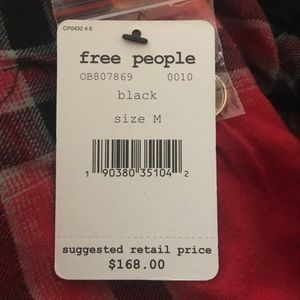 CP0432 4 6
free people
OB807869 0010
black
size M
1 90380 35104 2
suggested retail price
$168.00